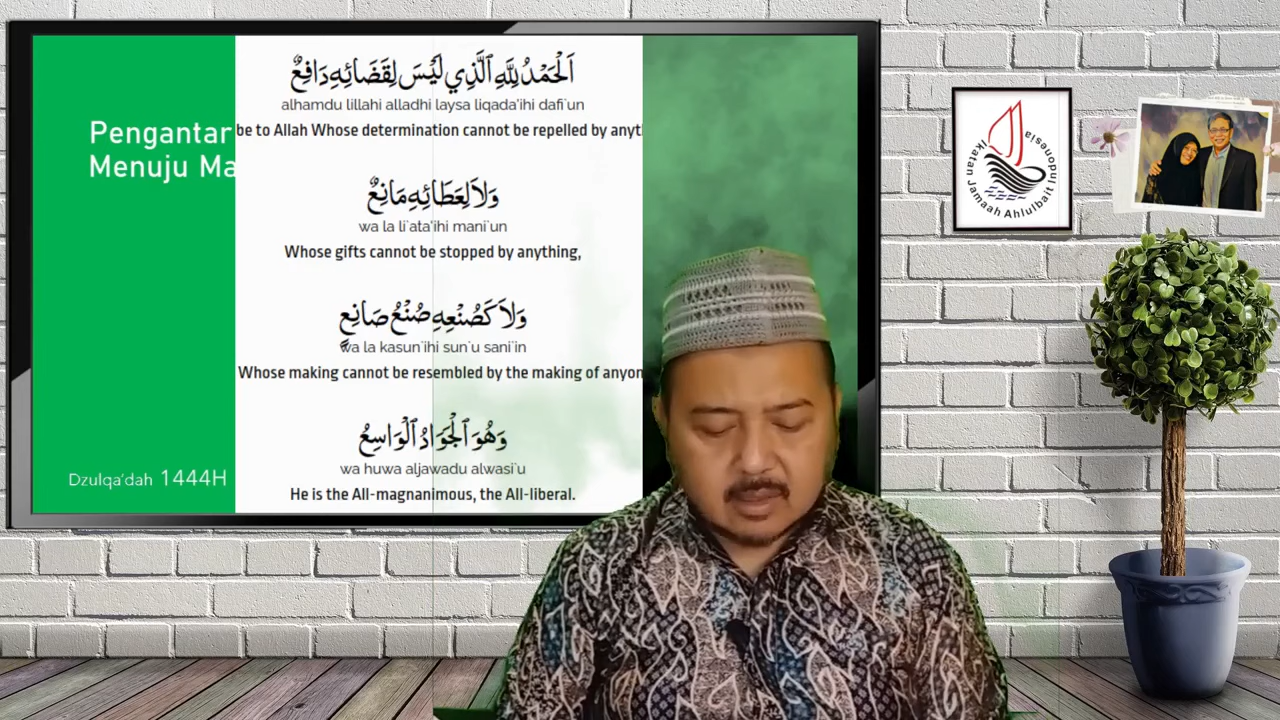 Pengantar
Menuju Ma
Dzulqa'dah 1444H
اَلْحَمْدُ لِلَّهِ ٱلَّذِي لَيْسَ لِقَضَائِهِ دَافِعٌ
alhamdu lillahi alladhi laysa liqada'ihi dafi`un
be to Allah Whose determination cannot be repelled by anyt
وَلاَ لِعَطَائِهِ مَانِعٌ
wa la li`ata'ihi mani`un
Whose gifts cannot be stopped by anything,
وَلاَ كَصُنْعِهِ صُنْعُ صَانِعٍ
wa la kasun`ihi sun`u sani`in
Whose making cannot be resembled by the making of anyon
وَهُوَ ٱلْجَوَادُ ٱلْوَاسِعُ
wa huwa aljawadu alwasi`u
He is the All-magnanimous, the All-liberal.
Ikatan Jamaah Ahlulbait Indonesia